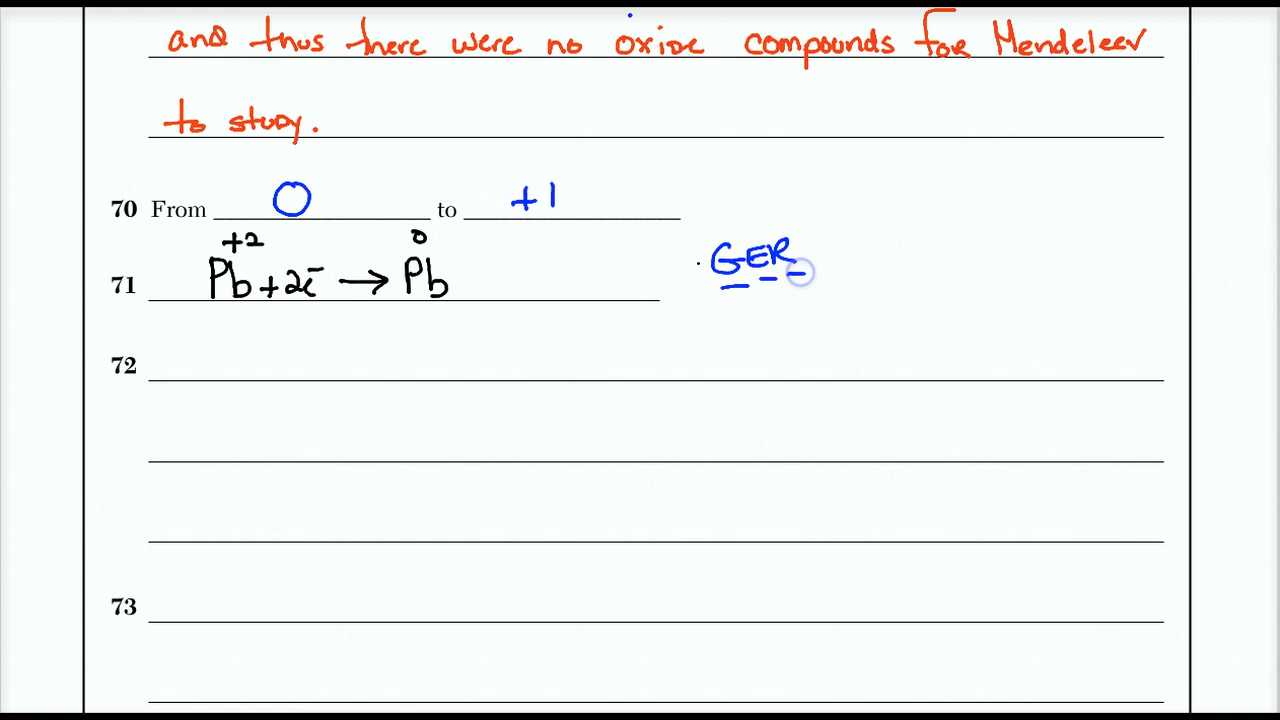 and thus there were no oxide compounds for Mendeleev
to study.
70 From 0 to +1
+2 0
71 Pb + 2e⁻ → Pb
GER
72
73